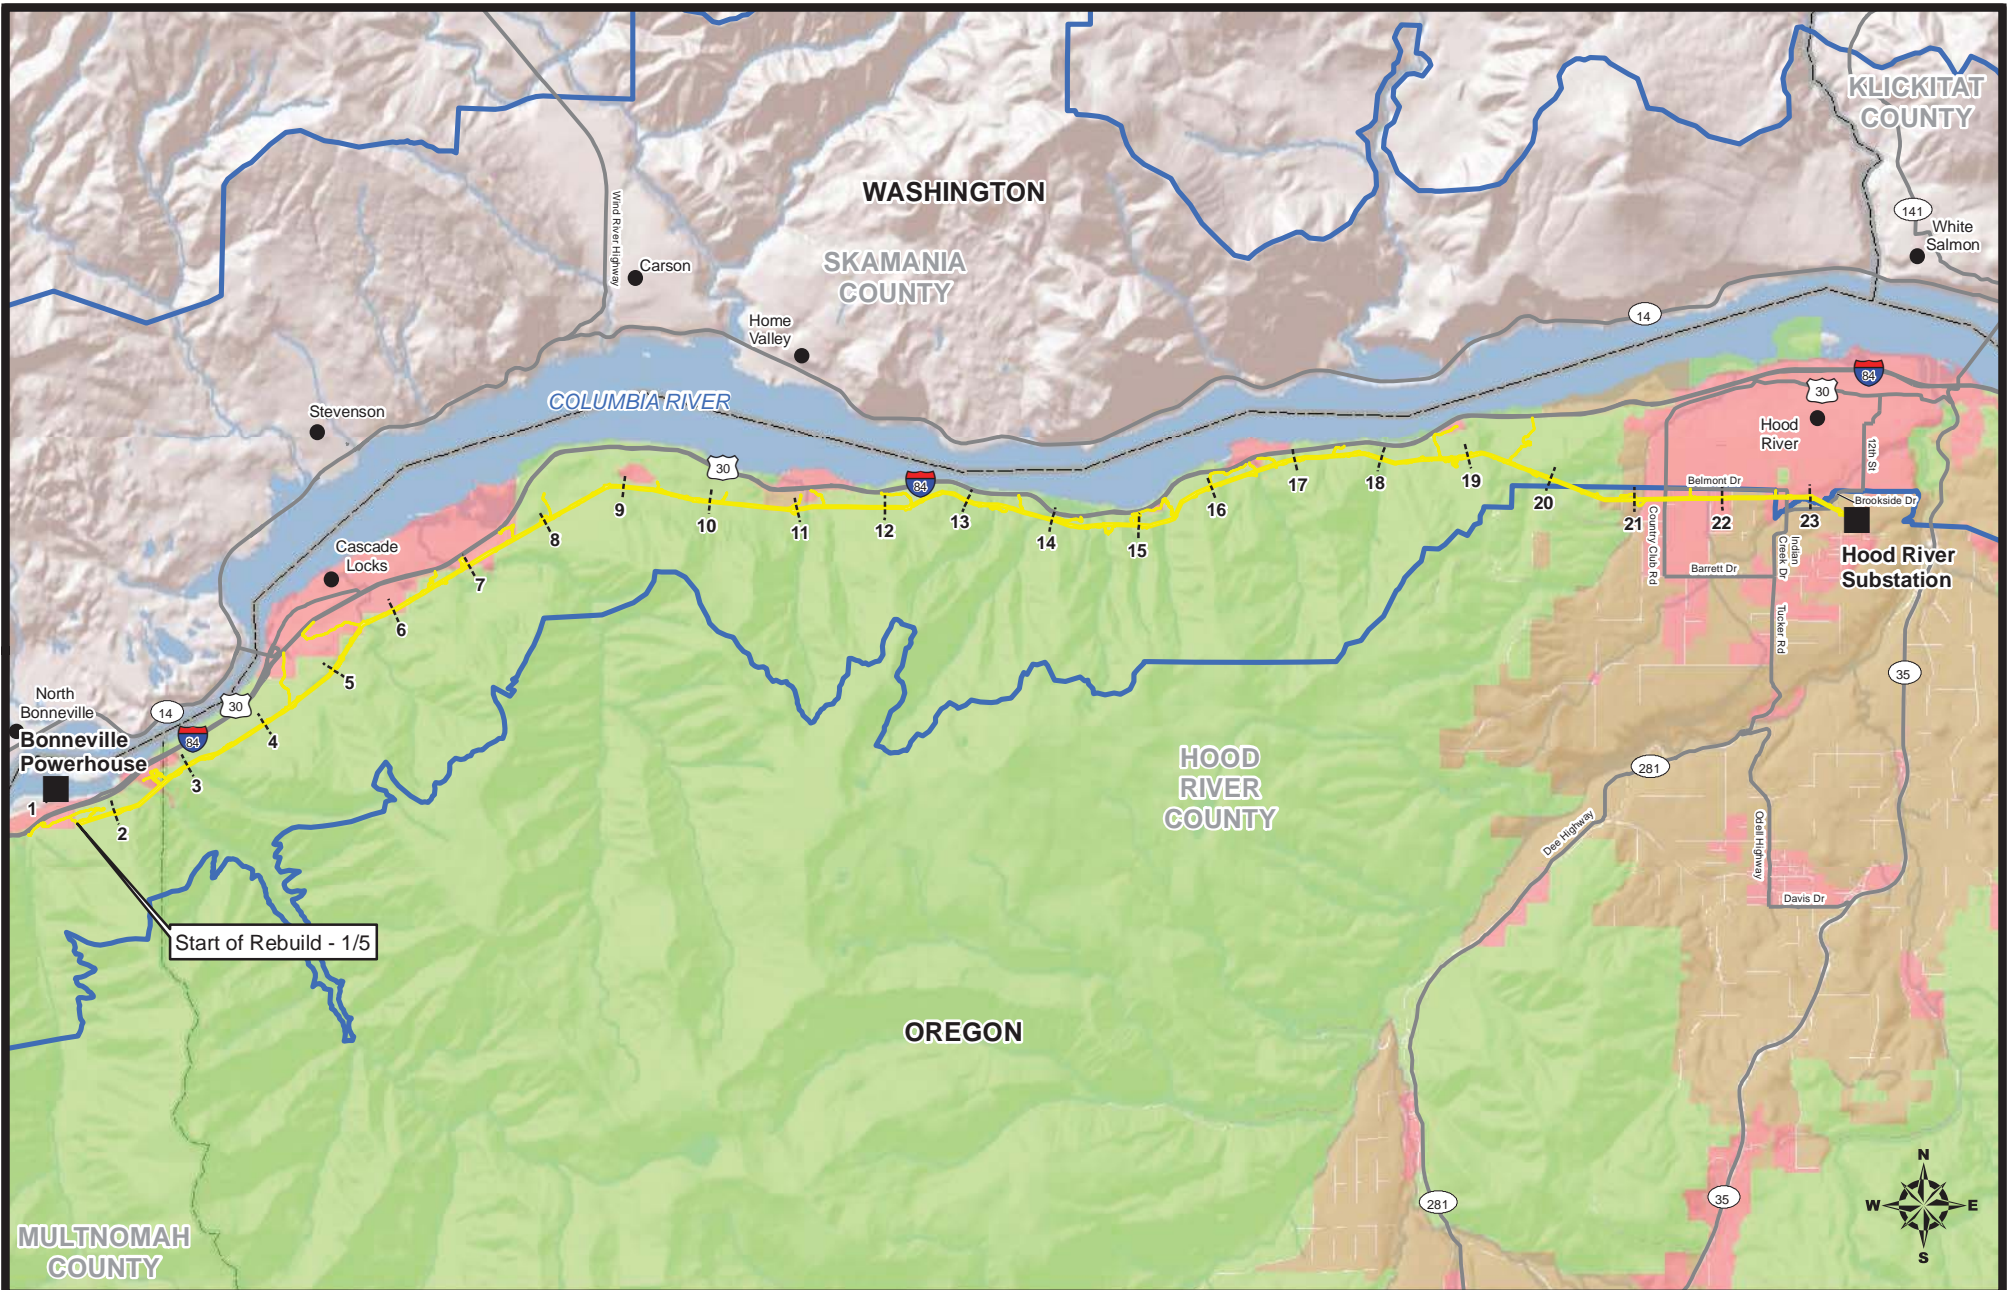 KLICKITAT
COUNTY
WASHINGTON
Wind River Highway
141
White
Salmon
Carson
SKAMANIA
COUNTY
14
Home
Valley
84
30
COLUMBIA RIVER
Stevenson
Hood
River
12th St
30
84
17
18
19
20
16
Belmont Dr
Brookside Dr
9
10
11
12
13
14
15
21
22
23
Country Club Rd
Indian
Creek Dr
Hood River
Substation
8
Cascade
Locks
7
Barrett Dr
Tucker Rd
6
5
35
North
Bonneville
14
30
84
4
Bonneville
Powerhouse
3
1
2
HOOD
RIVER
COUNTY
281
Dee Highway
Odell Highway
Davis Dr
Start of Rebuild - 1/5
OREGON
N
W
E
S
281
35
MULTNOMAH
COUNTY